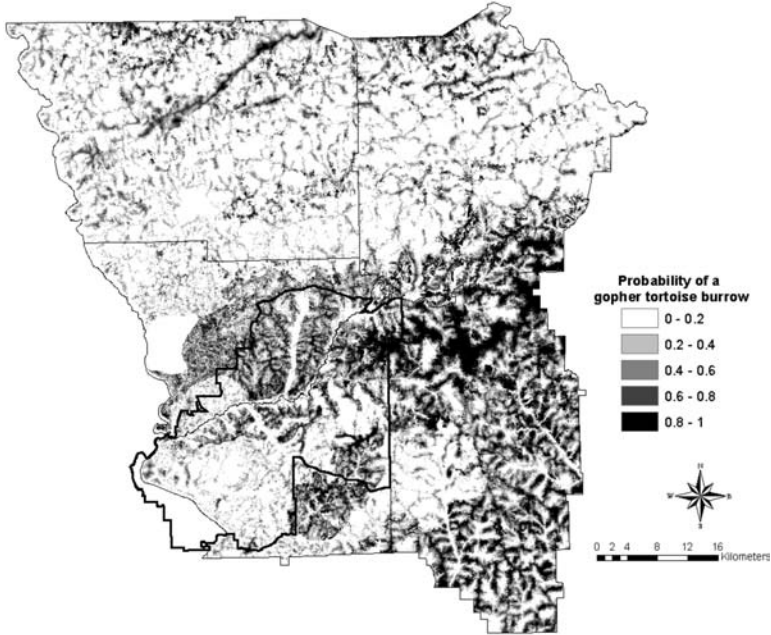 Probability of a
gopher tortoise burrow
0 - 0.2
0.2 - 0.4
0.4 - 0.6
0.6 - 0.8
0.8 - 1
N
W
E
S
0 2 4 8 12 16
Kilometers